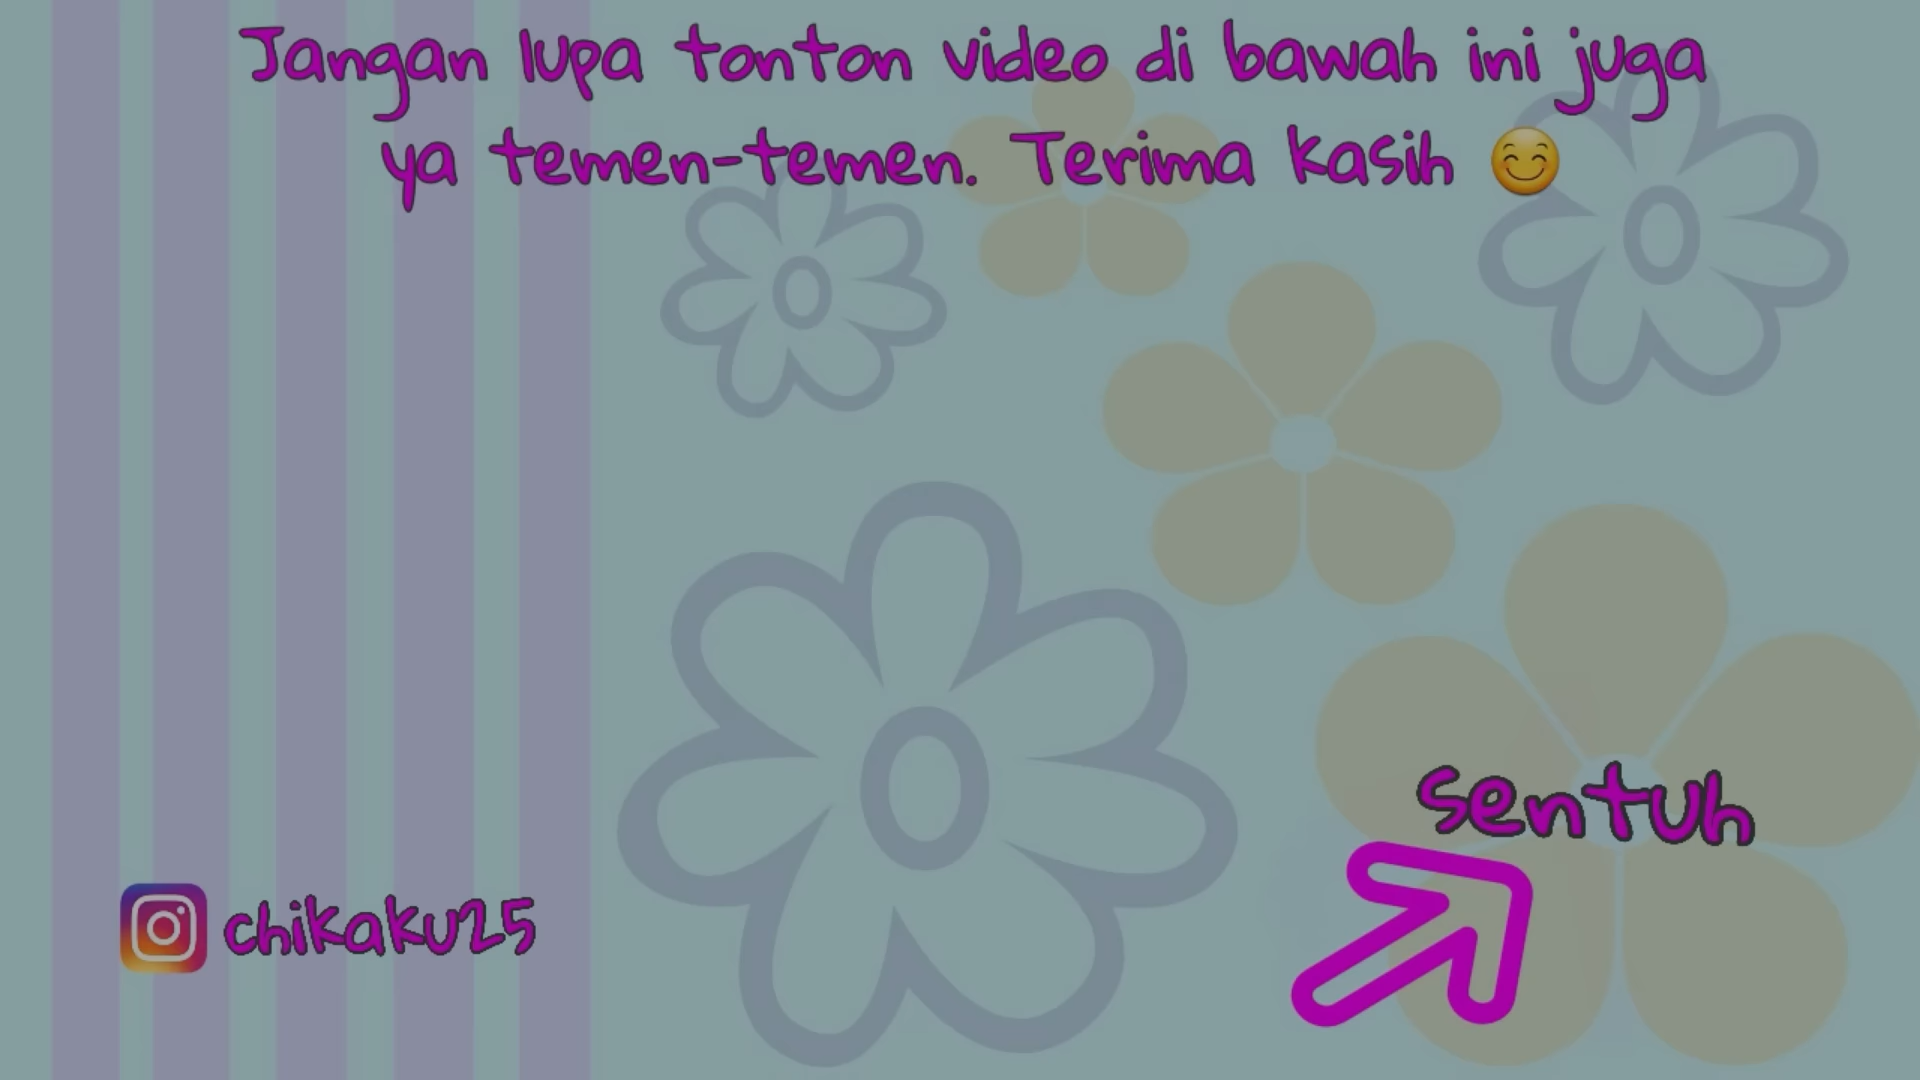 Jangan lupa tonton video di bawah ini juga
ya temen-temen. Terima kasih 😊
sentuh
chikaku25